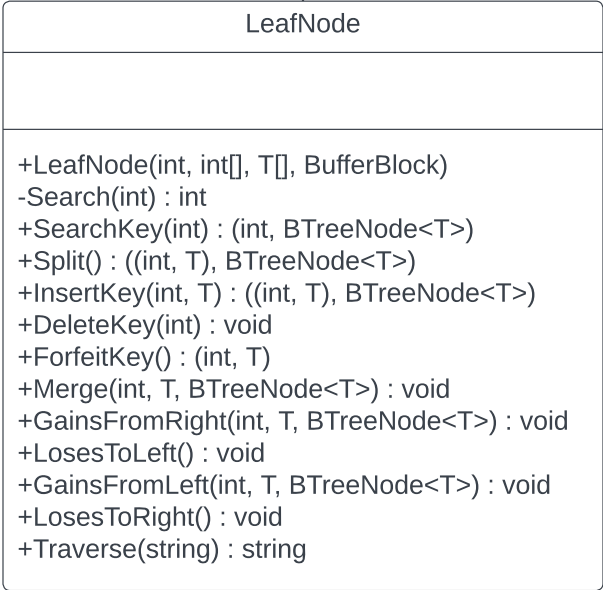 LeafNode
+LeafNode(int, int[], T[], BufferBlock)
-Search(int) : int
+SearchKey(int) : (int, BTreeNode<T>)
+Split() : ((int, T), BTreeNode<T>)
+InsertKey(int, T) : ((int, T), BTreeNode<T>)
+DeleteKey(int) : void
+ForfeitKey() : (int, T)
+Merge(int, T, BTreeNode<T>) : void
+GainsFromRight(int, T, BTreeNode<T>) : void
+LosesToLeft() : void
+GainsFromLeft(int, T, BTreeNode<T>) : void
+LosesToRight() : void
+Traverse(string) : string